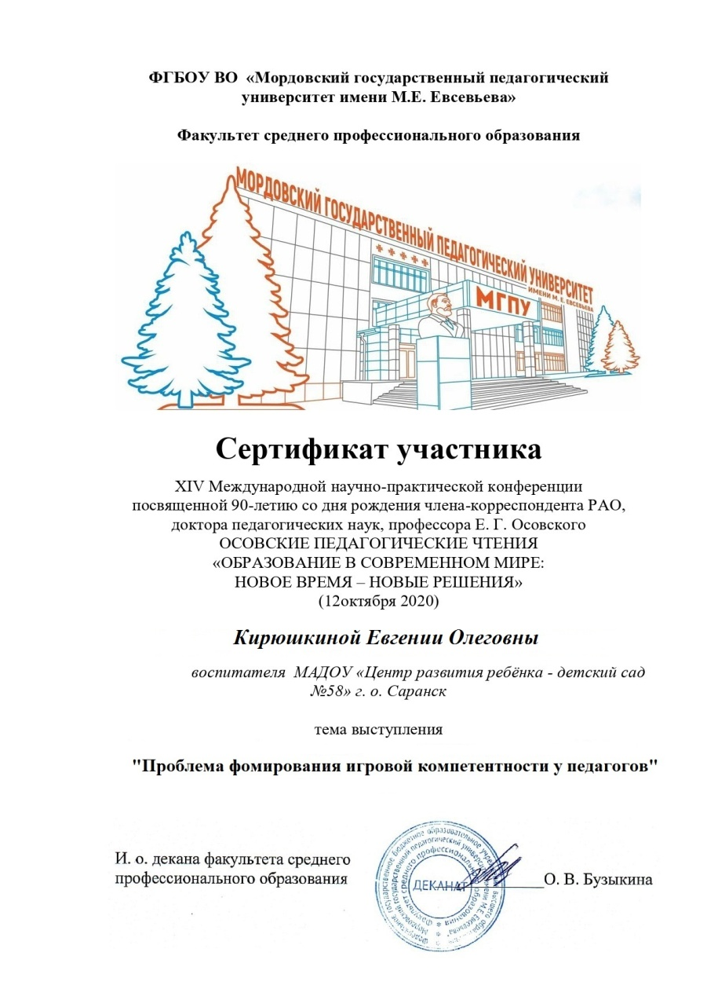 ФГБОУ ВО «Мордовский государственный педагогический
университет имени М.Е. Евсевьева»
Факультет среднего профессионального образования
МОРДОВСКИЙ ГОСУДАРСТВЕННЫЙ ПЕДАГОГИЧЕСКИЙ УНИВЕРСИТЕТ
ИМЕНИ М. Е. ЕВСЕВЬЕВА
МГПУ
Сертификат участника
XIV Международной научно-практической конференции
посвященной 90-летию со дня рождения члена-корреспондента РАО,
доктора педагогических наук, профессора Е. Г. Осовского
ОСОВСКИЕ ПЕДАГОГИЧЕСКИЕ ЧТЕНИЯ
«ОБРАЗОВАНИЕ В СОВРЕМЕННОМ МИРЕ:
НОВОЕ ВРЕМЯ – НОВЫЕ РЕШЕНИЯ»
(12октября 2020)
Кирюшкиной Евгении Олеговны
воспитателя МАДОУ «Центр развития ребёнка - детский сад
№58» г. о. Саранск
тема выступления
"Проблема фомирования игровой компетентности у педагогов"
И. о. декана факультета среднего
профессионального образования
ДЕКАНАТ
О. В. Бузыкина